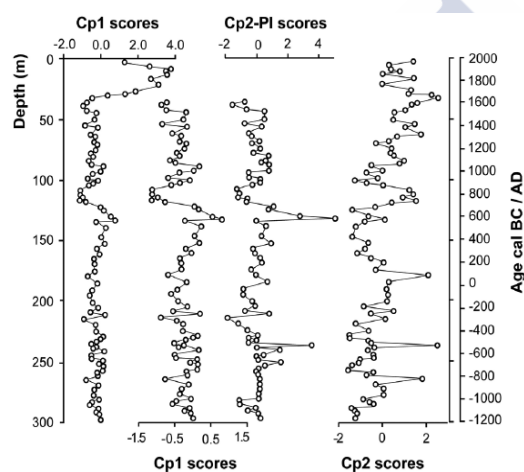 Cp1 scores
Cp2-PI scores
-2.0 0 2.0 4.0
-2 0 2 4
Depth (m)
0
50
100
150
200
250
300
2000
1800
1600
1400
1200
1000
800
600
400
200
0
-200
-400
-600
-800
-1000
-1200
Age cal BC / AD
-1.5 -0.5 0.5 1.5
-2 0 2
Cp1 scores
Cp2 scores